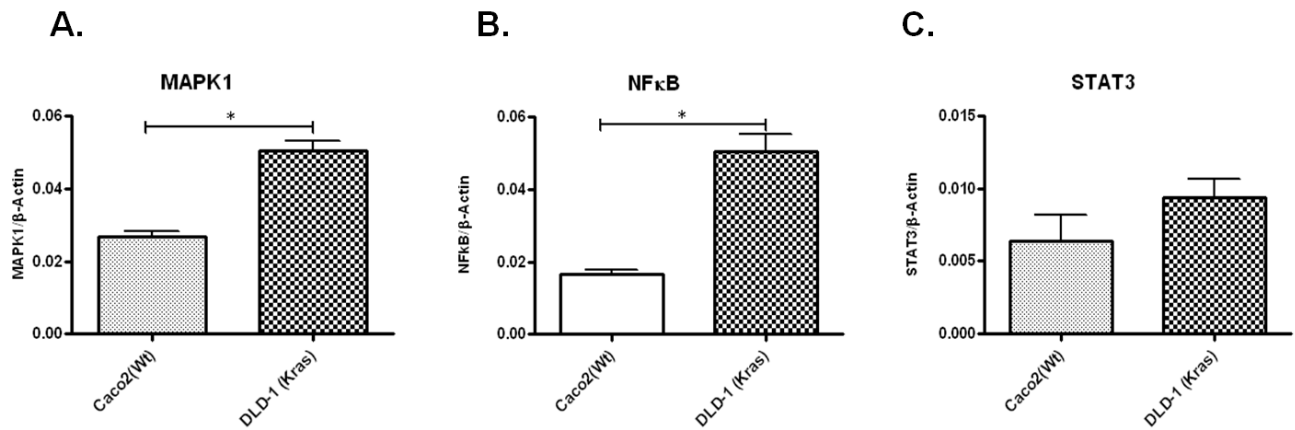 A.
MAPK1
MAPK1/β-Actin
0.06
0.04
0.02
0.00
*
Caco2(Wt)
DLD-1 (Kras)
B.
NFκB
NFkB/β-Actin
0.06
0.04
0.02
0.00
*
Caco2(Wt)
DLD-1 (Kras)
C.
STAT3
STAT3/β-Actin
0.015
0.010
0.005
0.000
Caco2(Wt)
DLD-1 (Kras)